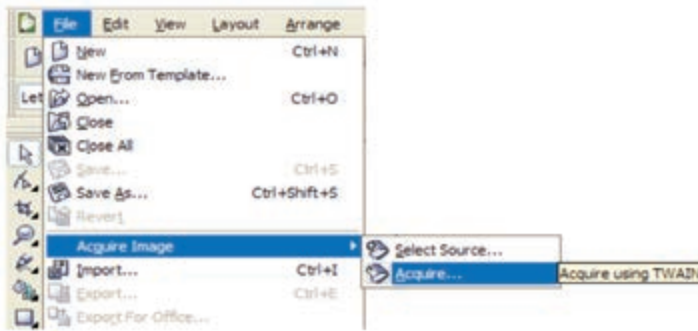 File Edit View Layout Arrange
New Ctrl+N
New From Template...
Let
Open... Ctrl+O
Close
Close All
Save... Ctrl+S
Save As... Ctrl+Shift+S
Revert
Acquire Image
Select Source...
Import... Ctrl+I
Acquire...
Acquire using TWAIN
Export... Ctrl+E
Export For Office...